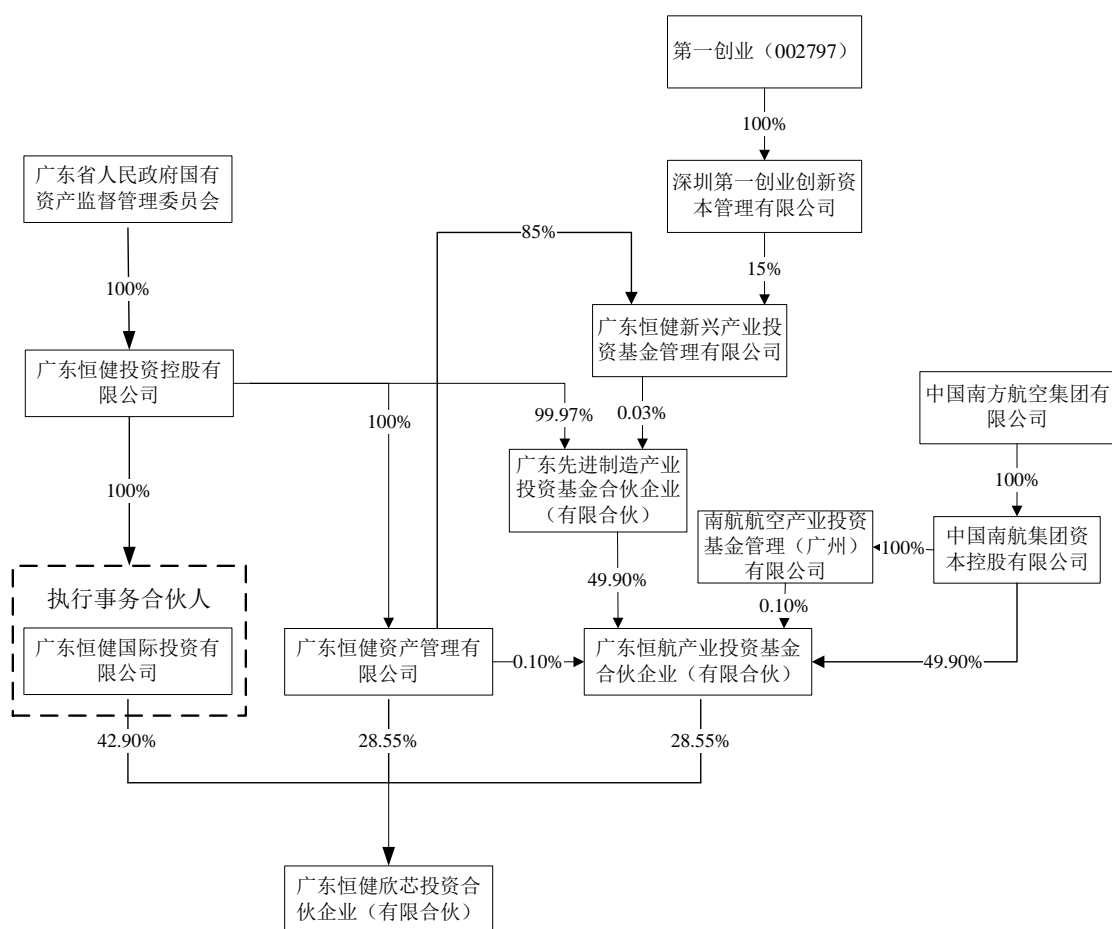 第一创业（002797）
100%
广东省人民政府国有
资产监督管理委员会
深圳第一创业创新资
本管理有限公司
85%
15%
100%
广东恒健新兴产业投
资基金管理有限公司
广东恒健投资控股有
限公司
中国南方航空集团有
限公司
99.97%
0.03%
100%
广东先进制造产业
投资基金合伙企业
（有限合伙）
100%
100%
南航航空产业投资
基金管理（广州）
有限公司
100%
中国南航集团资
本控股有限公司
49.90%
0.10%
执行事务合伙人
广东恒健国际投资有
限公司
广东恒健资产管理有
限公司
0.10%
广东恒航产业投资基金
合伙企业（有限合伙）
49.90%
42.90%
28.55%
28.55%
广东恒健欣芯投资合
伙企业（有限合伙）